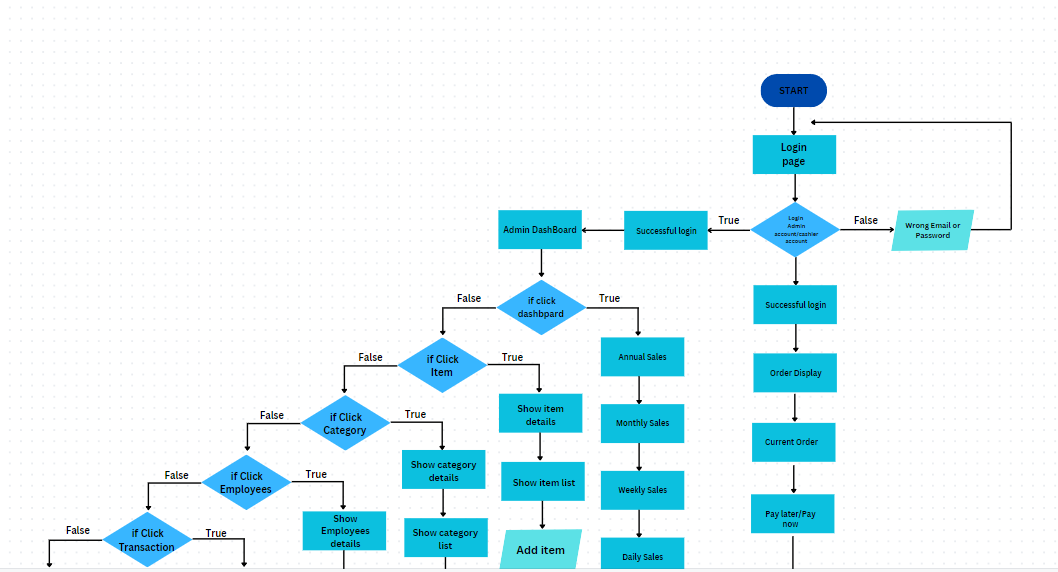 START
Login
page
Login
Admin
account/cashier
account
True
False
Wrong Email or
Password
Successful login
Admin DashBoard
if click
dashbpard
False
True
Successful login
Annual Sales
if Click
Item
False
True
Order Display
Show item
details
Monthly Sales
if Click
Category
False
True
Current Order
Show category
details
Show item list
Weekly Sales
if Click
Employees
False
True
Pay later/Pay
now
Show
Employees
details
Show category
list
Add item
Daily Sales
if Click
Transaction
False
True